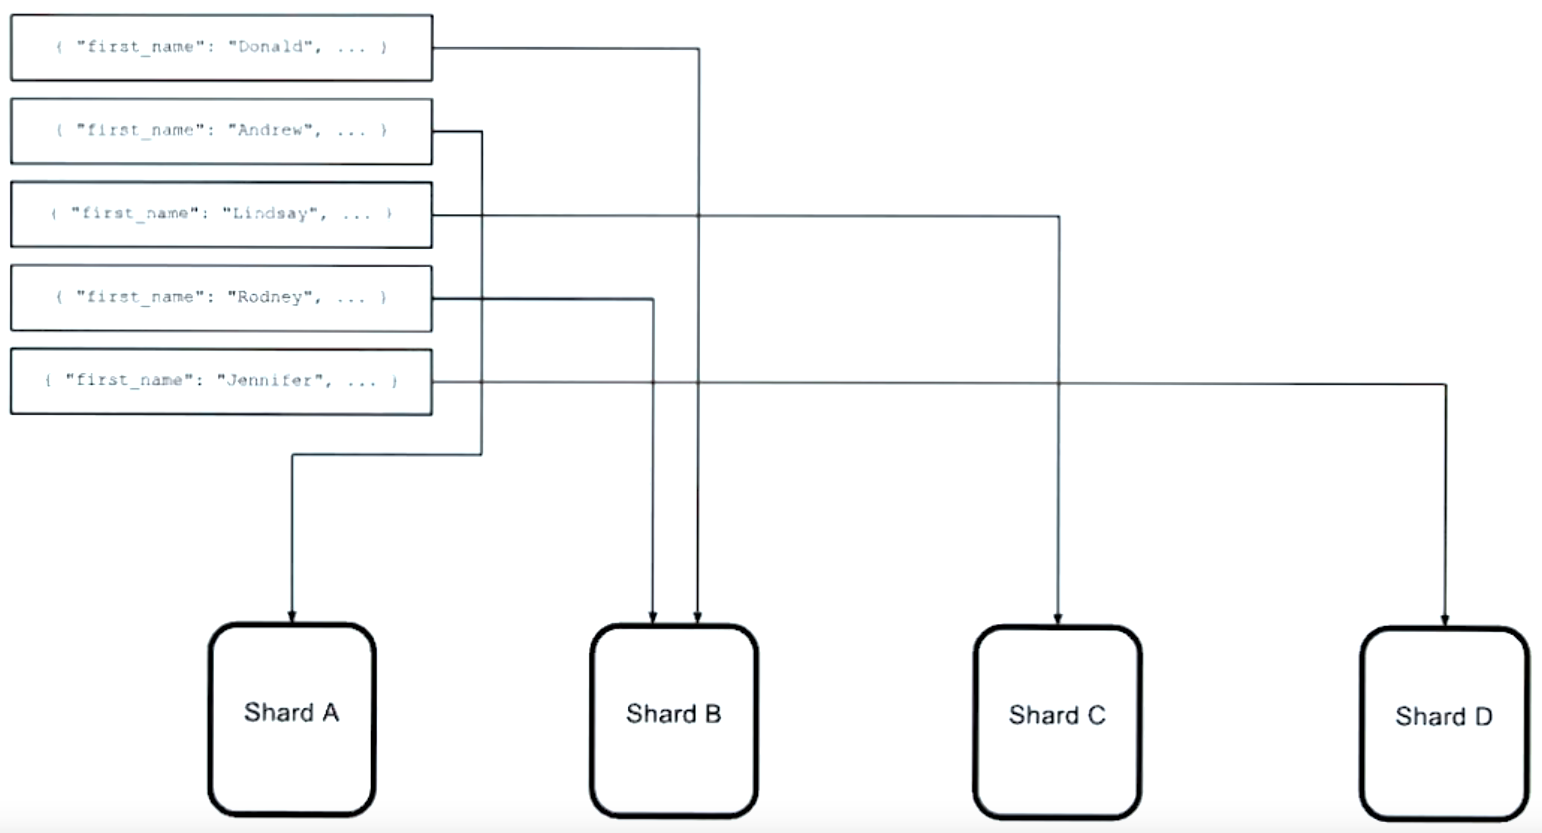 { "first_name": "Donald", ... }
{ "first_name": "Andrew", ... }
{ "first_name": "Lindsay", ... }
{ "first_name": "Rodney", ... }
{ "first_name": "Jennifer", ... }
Shard A
Shard B
Shard C
Shard D